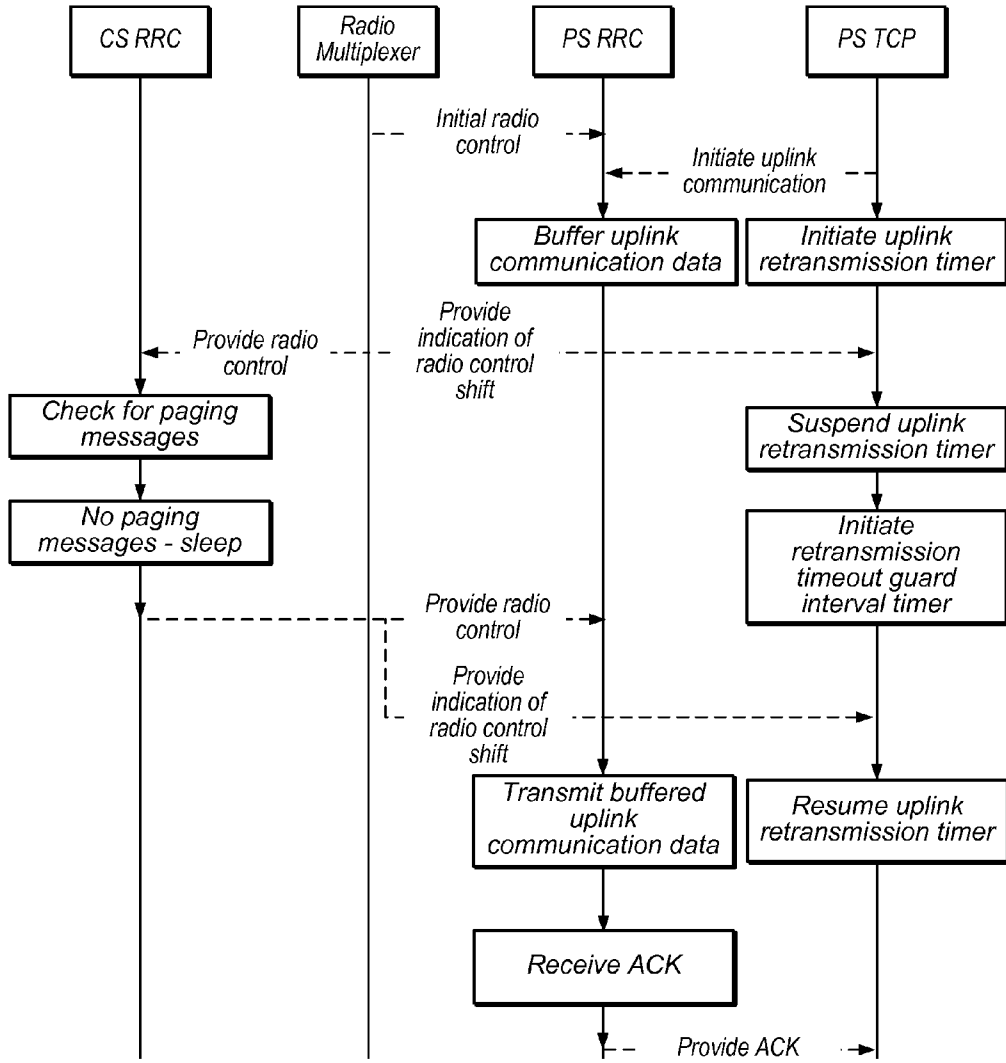 CS RRC
Radio
Multiplexer
PS RRC
PS TCP
Initial radio
control
Initiate uplink
communication
Buffer uplink
communication data
Initiate uplink
retransmission timer
Provide radio
control
Provide
indication of
radio control
shift
Check for paging
messages
Suspend uplink
retransmission timer
No paging
messages - sleep
Initiate
retransmission
timeout guard
interval timer
Provide radio
control
Provide
indication of
radio control
shift
Transmit buffered
uplink
communication data
Resume uplink
retransmission timer
Receive ACK
Provide ACK